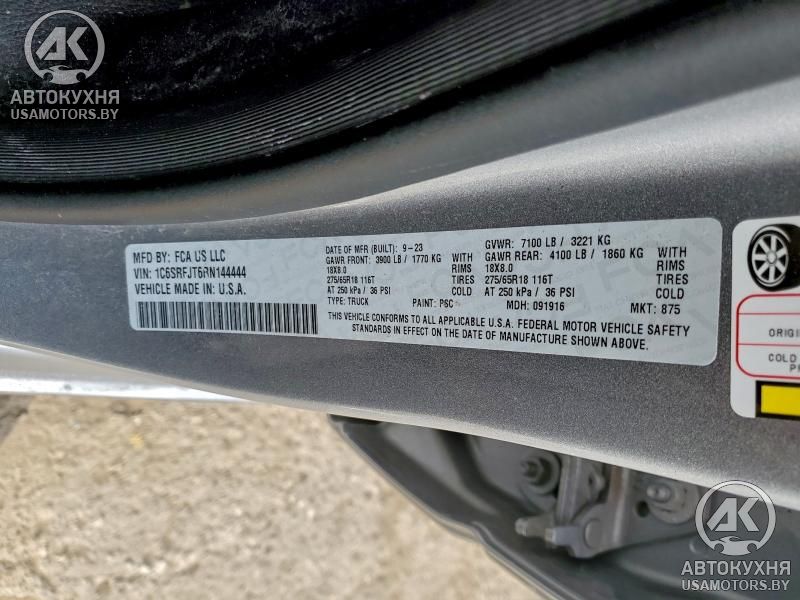 АК
АВТОКУХНЯ
USAMOTORS.BY
MFD BY: FCA US LLC
VIN: 1C6SRFJT6RN144444
VEHICLE MADE IN: U.S.A.
DATE OF MFR (BUILT): 9-23
GAWR FRONT: 3900 LB / 1770 KG
18X8.0 RIMS
275/65R18 116T TIRES
AT 250 kPa / 36 PSI COLD
TYPE: TRUCK PAINT: PSC
GVWR: 7100 LB / 3221 KG
GAWR REAR: 4100 LB / 1860 KG
18X8.0 RIMS
275/65R18 116T TIRES
AT 250 kPa / 36 PSI COLD
MDH: 091916 MKT: 875
THIS VEHICLE CONFORMS TO ALL APPLICABLE U.S.A. FEDERAL MOTOR VEHICLE SAFETY
STANDARDS IN EFFECT ON THE DATE OF MANUFACTURE SHOWN ABOVE.
COLD
АК
АВТОКУХНЯ
USAMOTORS.BY